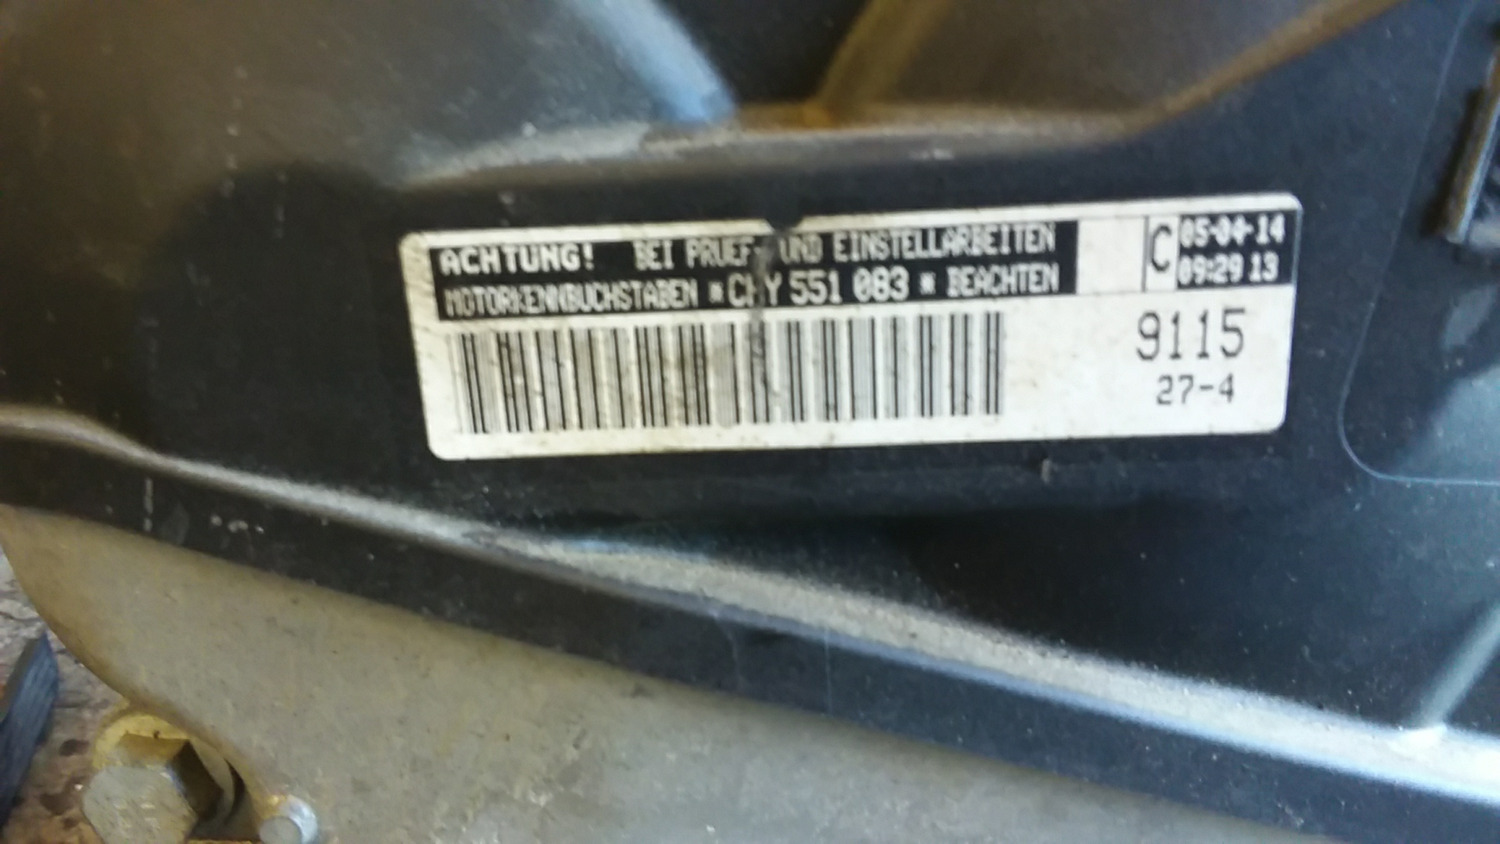 ACHTUNG! BEI PRUEF- UND EINSTELLARBEITEN
MOTORKENNBUCHSTABEN *CHY 551 083 * BEACHTEN
C
05-04-14
09:29 13
9115
27-4